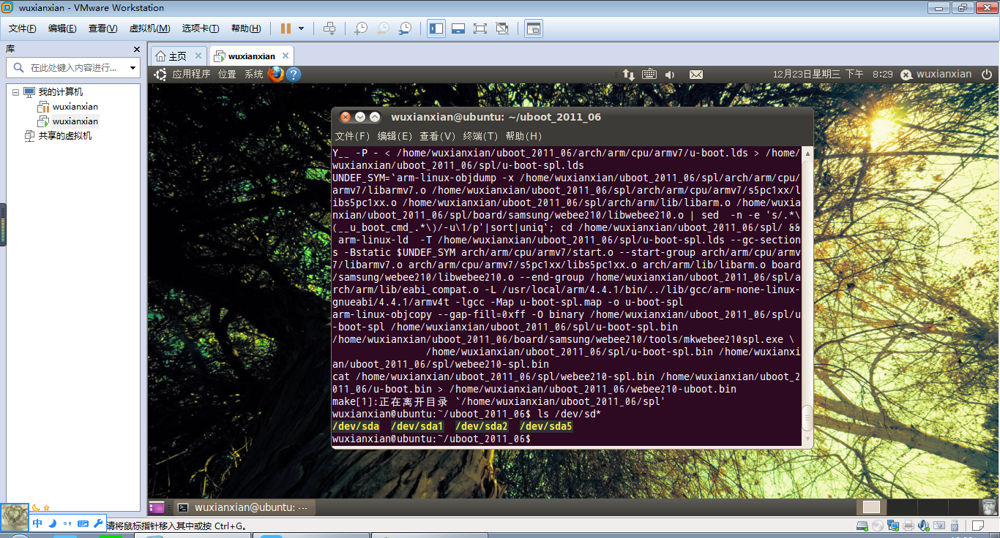 wuxianxian - VMware Workstation
文件(F) 编辑(E) 查看(V) 虚拟机(M) 选项卡(T) 帮助(H)
库
在此处键入内容进行...
我的计算机
wuxianxian
wuxianxian
共享的虚拟机
主页 wuxianxian
应用程序 位置 系统 12月23日星期三 下午 8:29 wuxianxian
wuxianxian@ubuntu: ~/uboot_2011_06
文件(F) 编辑(E) 查看(V) 终端(T) 帮助(H)
Y__ -P - < /home/wuxianxian/uboot_2011_06/arch/arm/cpu/armv7/u-boot.lds > /home/
wuxianxian/uboot_2011_06/spl/u-boot-spl.lds
UNDEF_SYM=`arm-linux-objdump -x /home/wuxianxian/uboot_2011_06/spl/arch/arm/cpu/
armv7/libarmv7.o /home/wuxianxian/uboot_2011_06/spl/arch/arm/cpu/armv7/s5pc1xx/l
ibs5pc1xx.o /home/wuxianxian/uboot_2011_06/spl/arch/arm/lib/libarm.o /home/wuxia
nxian/uboot_2011_06/spl/board/samsung/webee210/libwebee210.o | sed  -n -e 's/.*\
(__u_boot_cmd_.*\)/-u\1/p'|sort|uniq`; cd /home/wuxianxian/uboot_2011_06/spl/ &&
 arm-linux-ld  -T /home/wuxianxian/uboot_2011_06/spl/u-boot-spl.lds --gc-section
s -Bstatic $UNDEF_SYM arch/arm/cpu/armv7/start.o --start-group arch/arm/cpu/armv
7/libarmv7.o arch/arm/cpu/armv7/s5pc1xx/libs5pc1xx.o arch/arm/lib/libarm.o board
/samsung/webee210/libwebee210.o --end-group /home/wuxianxian/uboot_2011_06/spl/a
rch/arm/lib/eabi_compat.o -L /usr/local/arm/4.4.1/bin/../lib/gcc/arm-none-linux-
gnueabi/4.4.1/armv4t -lgcc -Map u-boot-spl.map -o u-boot-spl
arm-linux-objcopy --gap-fill=0xff -O binary /home/wuxianxian/uboot_2011_06/spl/u
-boot-spl /home/wuxianxian/uboot_2011_06/spl/u-boot-spl.bin
/home/wuxianxian/uboot_2011_06/board/samsung/webee210/tools/mkwebee210spl.exe \
/home/wuxianxian/uboot_2011_06/spl/u-boot-spl.bin /home/wuxianxi
an/uboot_2011_06/spl/webee210-spl.bin
cat /home/wuxianxian/uboot_2011_06/spl/webee210-spl.bin /home/wuxianxian/uboot_2
011_06/u-boot.bin > /home/wuxianxian/uboot_2011_06/webee210-uboot.bin
make[1]:正在离开目录 `/home/wuxianxian/uboot_2011_06/spl'
wuxianxian@ubuntu:~/uboot_2011_06$ ls /dev/sd*
/dev/sda  /dev/sda1  /dev/sda2  /dev/sda5
wuxianxian@ubuntu:~/uboot_2011_06$
wuxianxian@ubuntu: ...
中
请将鼠标指针移入其中或按 Ctrl+G。